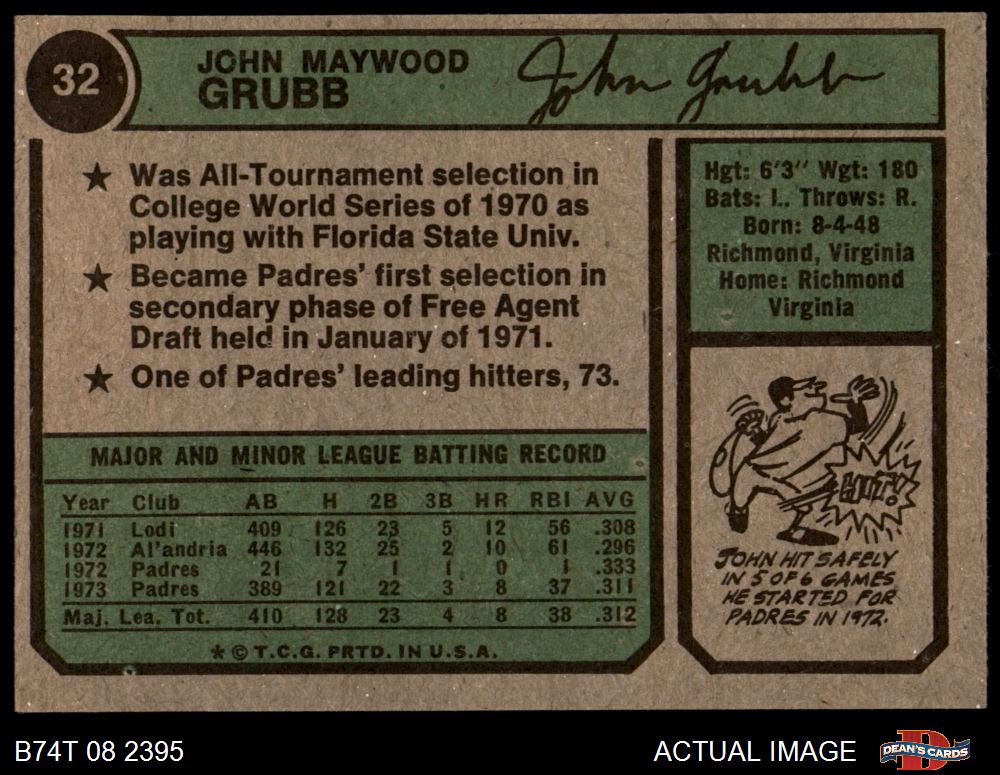 32
JOHN MAYWOOD
GRUBB
John Grubb
★ Was All-Tournament selection in
College World Series of 1970 as
playing with Florida State Univ.
★ Became Padres' first selection in
secondary phase of Free Agent
Draft held in January of 1971.
★ One of Padres' leading hitters, 73.
Hgt: 6'3'' Wgt: 180
Bats: L. Throws: R.
Born: 8-4-48
Richmond, Virginia
Home: Richmond
Virginia
MAJOR AND MINOR LEAGUE BATTING RECORD
Year Club AB H 2B 3B HR RBI AVG
1971 Lodi 409 126 23 5 12 56 .308
1972 Al'andria 446 132 25 2 10 61 .296
1972 Padres 21 7 1 1 0 1 .333
1973 Padres 389 121 22 3 8 37 .311
Maj. Lea. Tot. 410 128 23 4 8 38 .312
★ © T.C.G. PRTD. IN U.S.A.
HOT!
JOHN HIT SAFELY
IN 5 OF 6 GAMES
HE STARTED FOR
PADRES IN 1972.
B74T 08 2395
ACTUAL IMAGE
D
DEAN'S CARDS